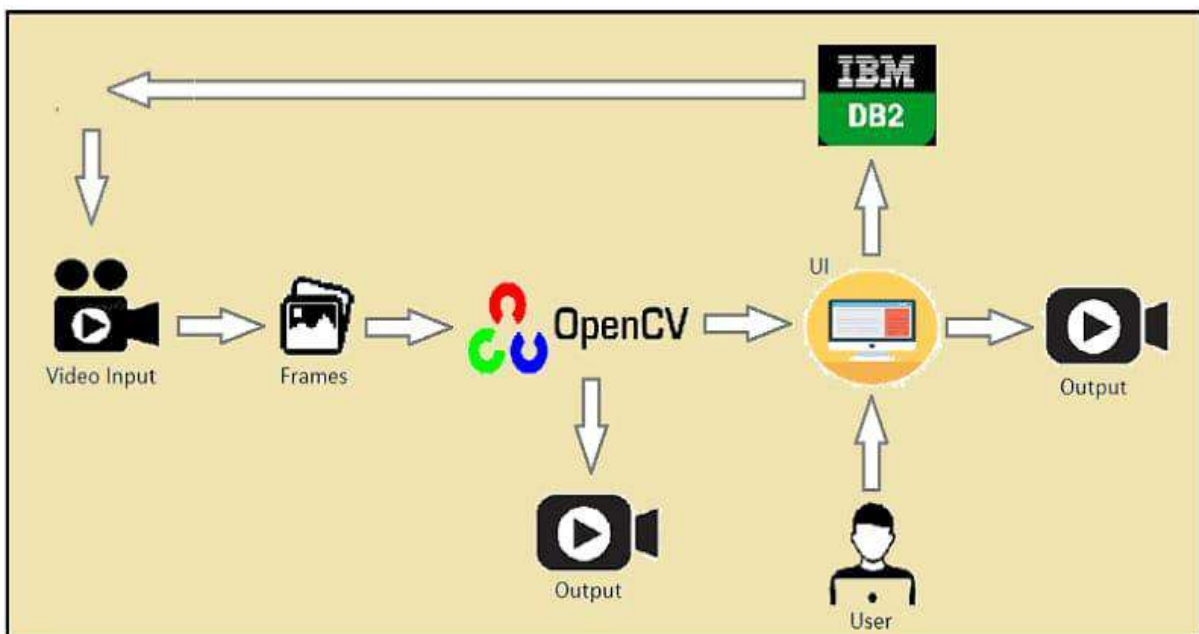 IBM
DB2
UI
OpenCV
Video Input
Frames
Output
Output
User